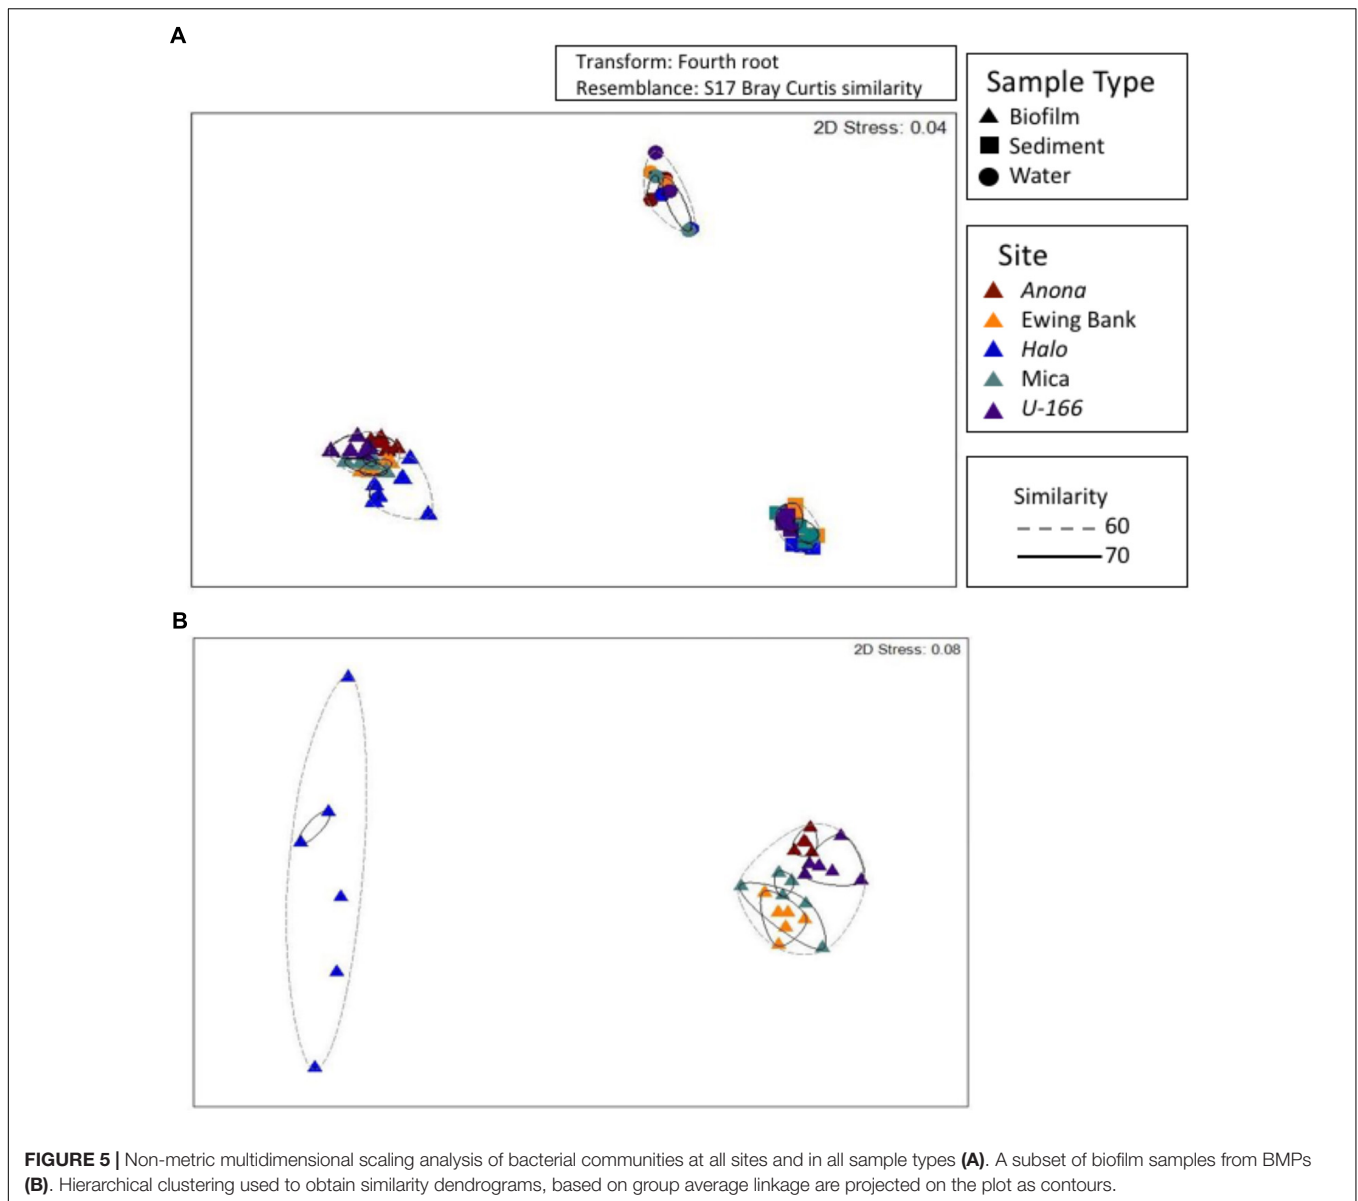 A
Transform: Fourth root
Resemblance: S17 Bray Curtis similarity
2D Stress: 0.04
Sample Type
Biofilm
Sediment
Water
Site
Anona
Ewing Bank
Halo
Mica
U-166
Similarity
60
70
B
2D Stress: 0.08
FIGURE 5 | Non-metric multidimensional scaling analysis of bacterial communities at all sites and in all sample types (A). A subset of biofilm samples from BMPs
(B). Hierarchical clustering used to obtain similarity dendrograms, based on group average linkage are projected on the plot as contours.